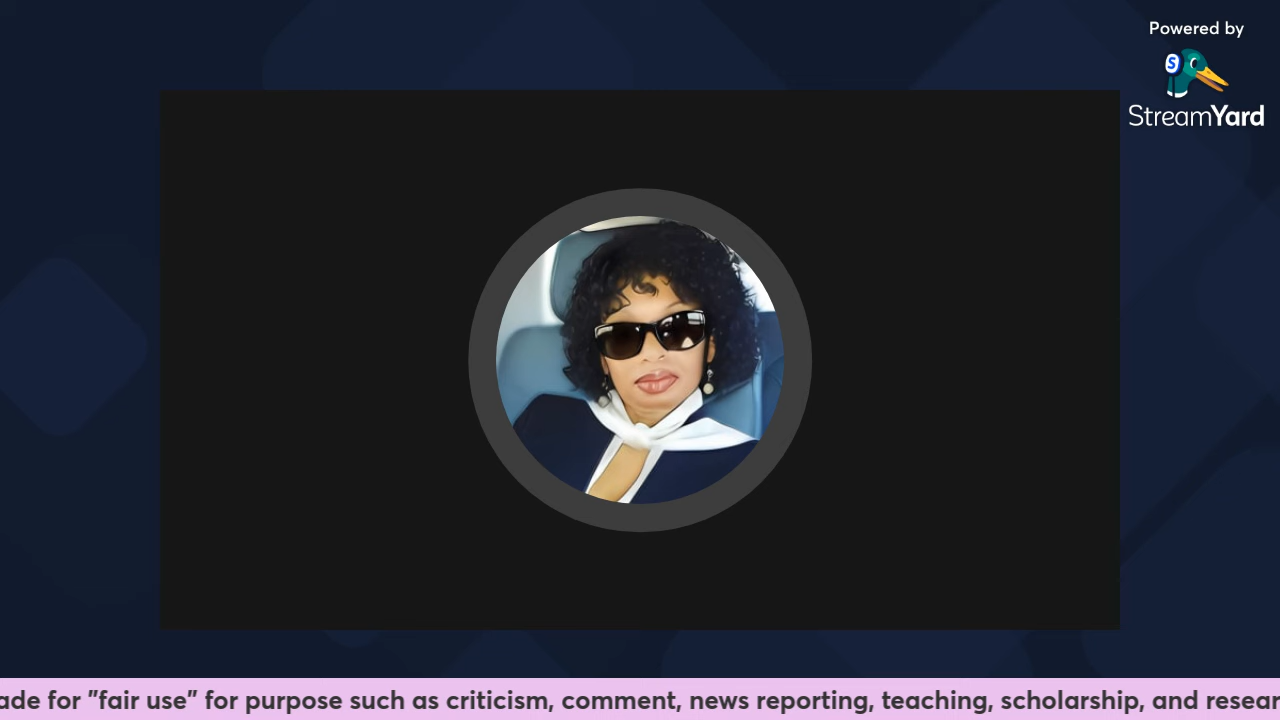 Powered by
S
StreamYard
ade for "fair use" for purpose such as criticism, comment, news reporting, teaching, scholarship, and resear